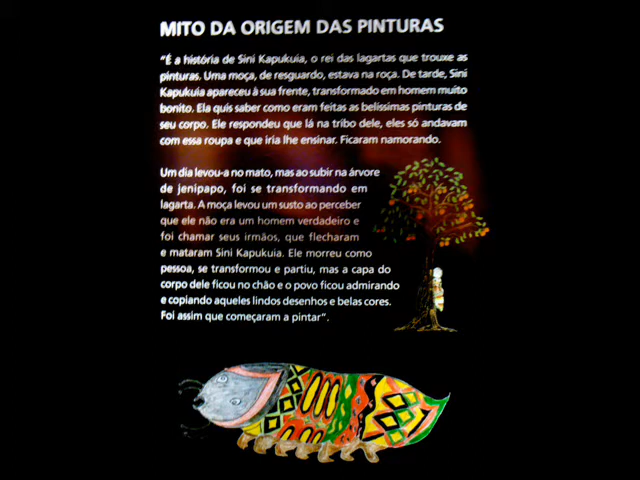 MITO DA ORIGEM DAS PINTURAS
"É a história de Sini Kapukuia, o rei das lagartas que trouxe as
pinturas. Uma moça, de resguardo, estava na roça. De tarde, Sini
Kapukuia apareceu à sua frente, transformado em homem muito
bonito. Ela quis saber como eram feitas as belíssimas pinturas de
seu corpo. Ele respondeu que lá na tribo dele, eles só andavam
com essa roupa e que iria lhe ensinar. Ficaram namorando.
Um dia levou-a no mato, mas ao subir na árvore
de jenipapo, foi se transformando em
lagarta. A moça levou um susto ao perceber
que ele não era um homem verdadeiro e
foi chamar seus irmãos, que flecharam
e mataram Sini Kapukuia. Ele morreu como
pessoa, se transformou e partiu, mas a capa do
corpo dele ficou no chão e o povo ficou admirando
e copiando aqueles lindos desenhos e belas cores.
Foi assim que começaram a pintar".